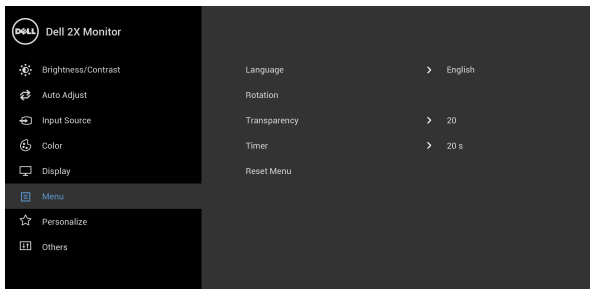 DELL
Dell 2X Monitor
Brightness/Contrast
Auto Adjust
Input Source
Color
Display
Menu
Personalize
Others
Language > English
Rotation
Transparency > 20
Timer > 20 s
Reset Menu